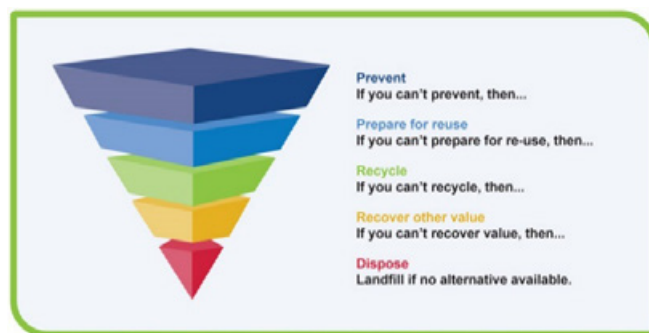 Prevent
If you can't prevent, then...
Prepare for reuse
If you can't prepare for re-use, then...
Recycle
If you can't recycle, then...
Recover other value
If you can't recover value, then...
Dispose
Landfill if no alternative available.